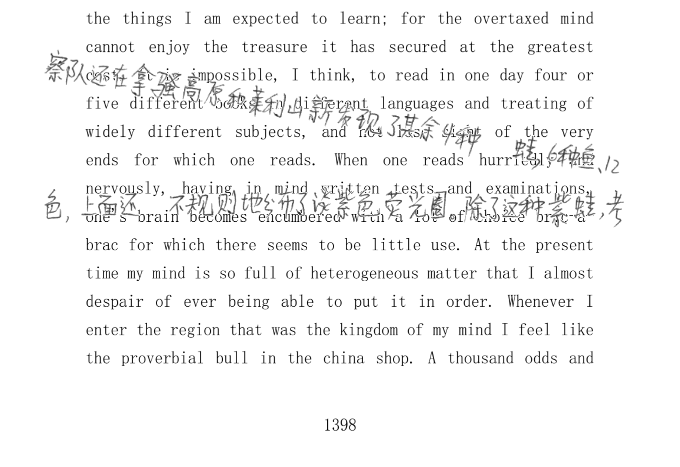 the things I am expected to learn; for the overtaxed mind
cannot enjoy the treasure it has secured at the greatest
察队还在拿骚高原和莱利山新发现了其余4种
cost. It is impossible, I think, to read in one day four or
five different books in different languages and treating of
widely different subjects, and not lose sight of the very
蛙、6种鱼、12
ends for which one reads. When one reads hurriedly and
nervously, having in mind written tests and examinations,
色,上面还 不规则地分布了淡紫色荧光圈。除了这种紫蛙,考
one's brain becomes encumbered with a lot of choice bric-a-
brac for which there seems to be little use. At the present
time my mind is so full of heterogeneous matter that I almost
despair of ever being able to put it in order. Whenever I
enter the region that was the kingdom of my mind I feel like
the proverbial bull in the china shop. A thousand odds and
1398